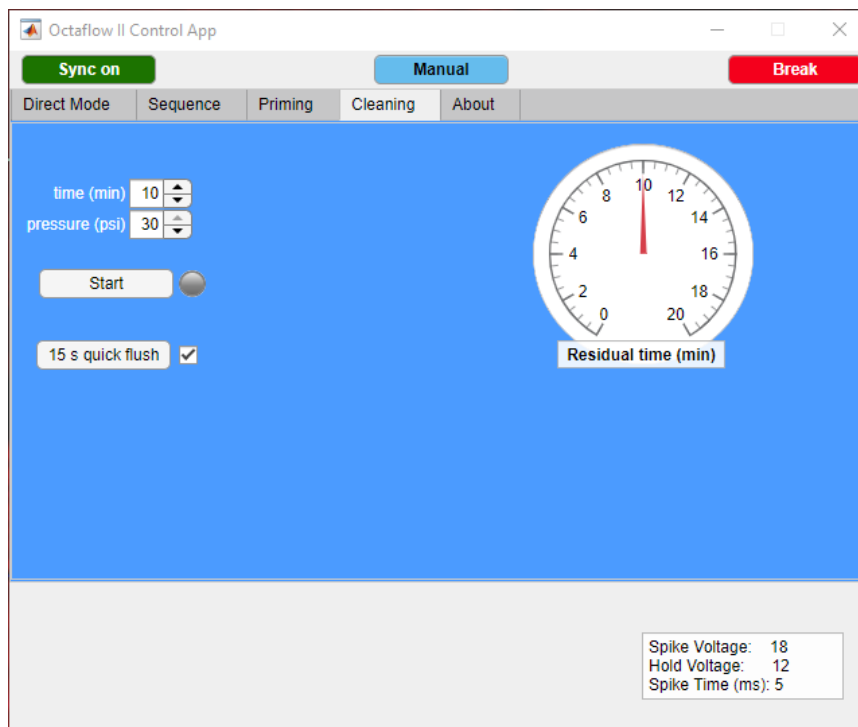 Octaflow II Control App
Sync on
Manual
Break
Direct Mode
Sequence
Priming
Cleaning
About
time (min) 10
pressure (psi) 30
Start
15 s quick flush
0
2
4
6
8
10
12
14
16
18
20
Residual time (min)
Spike Voltage: 18
Hold Voltage: 12
Spike Time (ms): 5